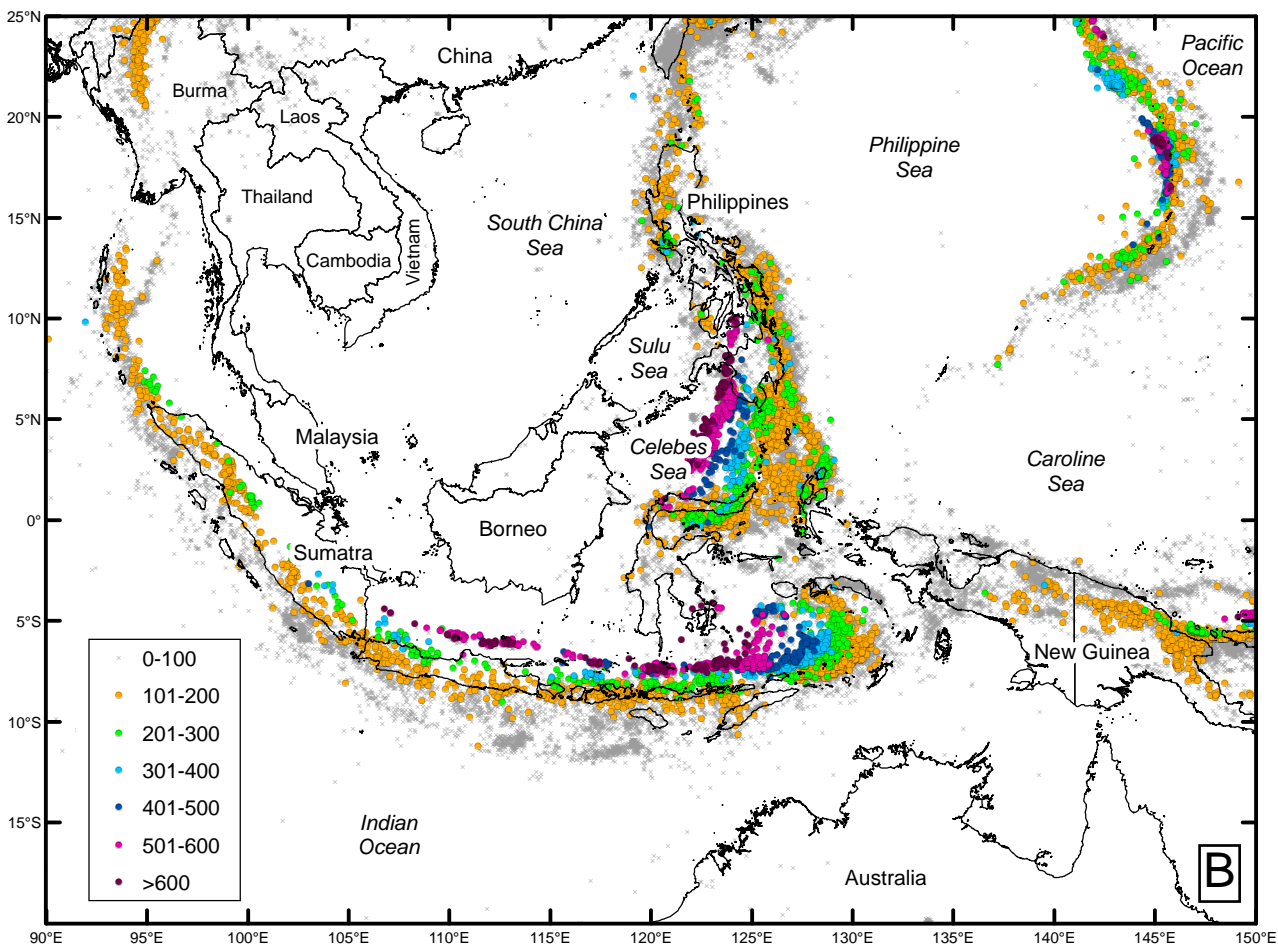 25°N
20°N
15°N
10°N
5°N
0°
5°S
10°S
15°S
90°E
95°E
100°E
105°E
110°E
115°E
120°E
125°E
130°E
135°E
140°E
145°E
150°E
China
Burma
Laos
Thailand
Cambodia
Vietnam
South China
Sea
Philippines
Philippine
Sea
Pacific
Ocean
Sulu
Sea
Malaysia
Celebes
Sea
Caroline
Sea
Borneo
Sumatra
New Guinea
Indian
Ocean
Australia
0-100
101-200
201-300
301-400
401-500
501-600
>600
B